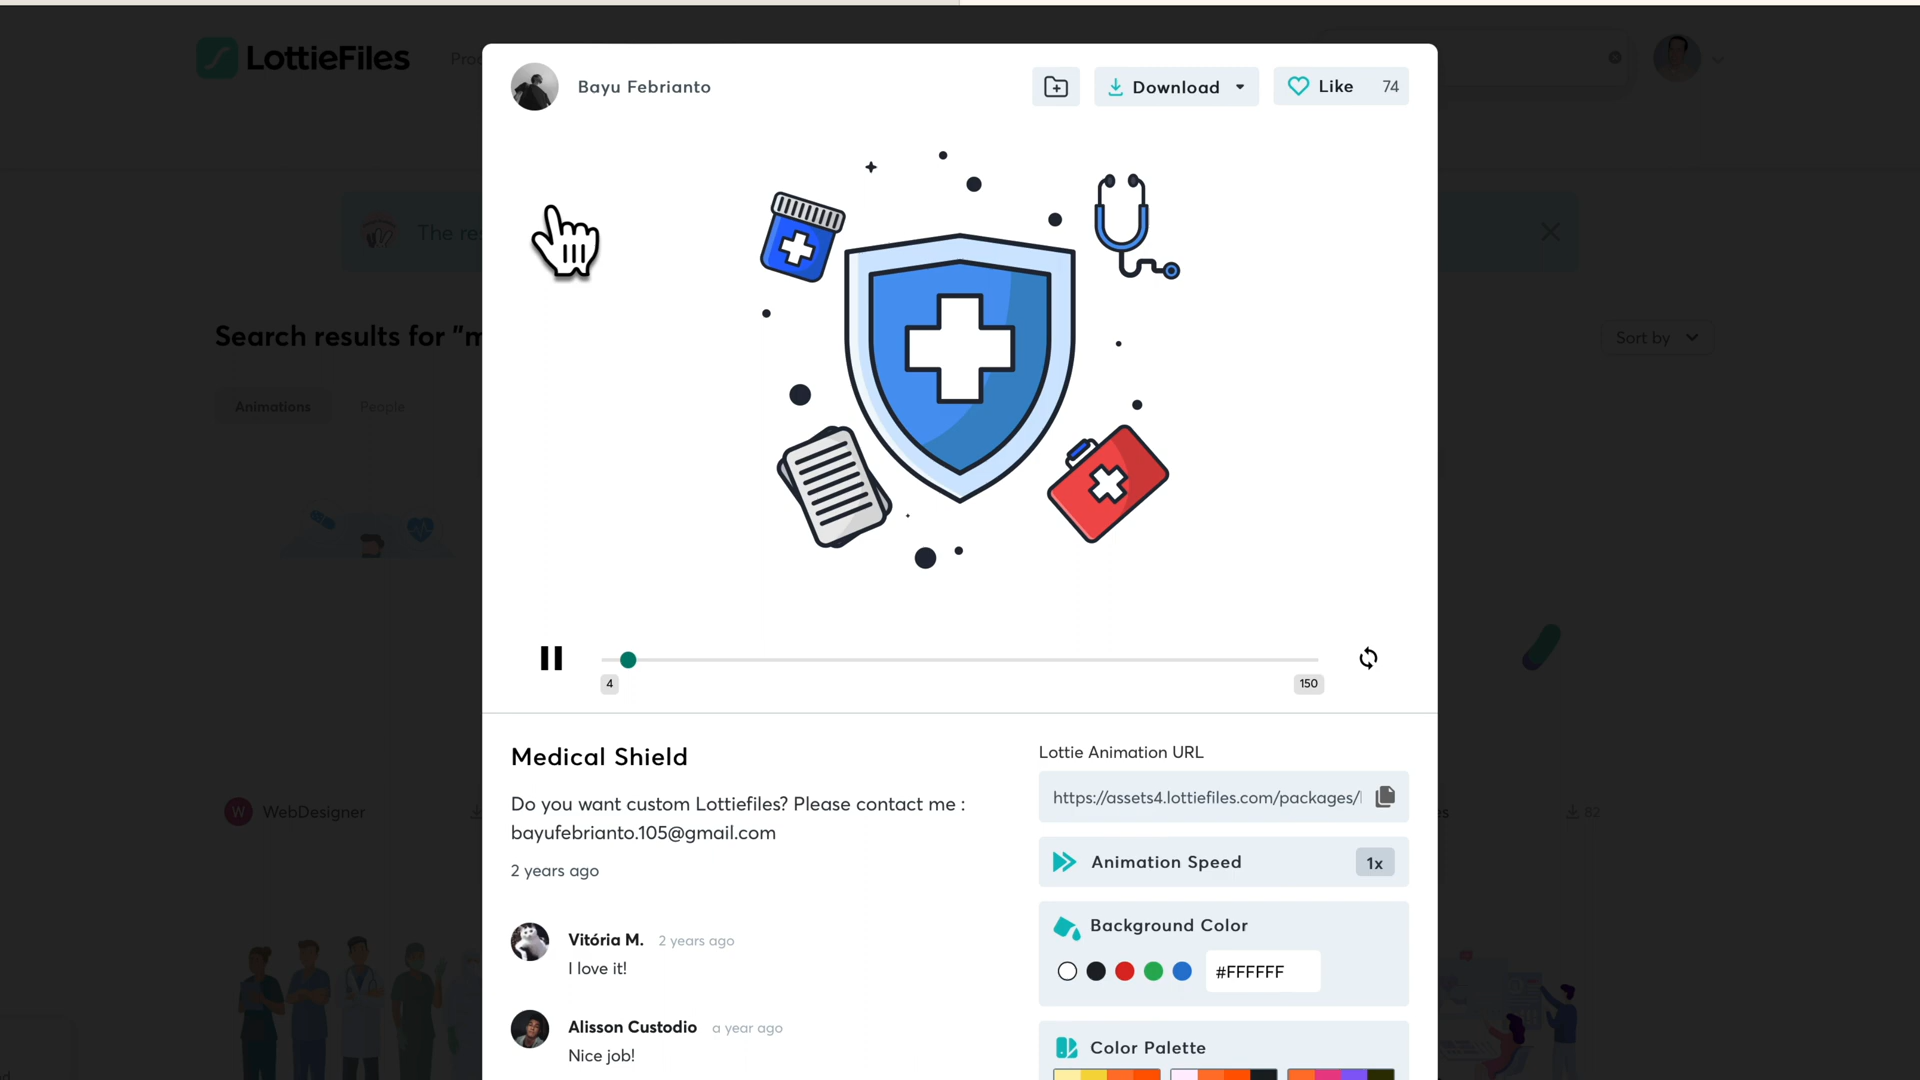 LottieFiles
Bayu Febrianto
Download
Like
74
Search results for "m
Sort by
Animations
People
4
150
Medical Shield
Do you want custom Lottiefiles? Please contact me :
bayufebrianto.105@gmail.com
2 years ago
Vitória M. 2 years ago
I love it!
Alisson Custodio a year ago
Nice job!
Lottie Animation URL
https://assets4.lottiefiles.com/packages/l
Animation Speed
1x
Background Color
#FFFFFF
Color Palette
W WebDesigner
82